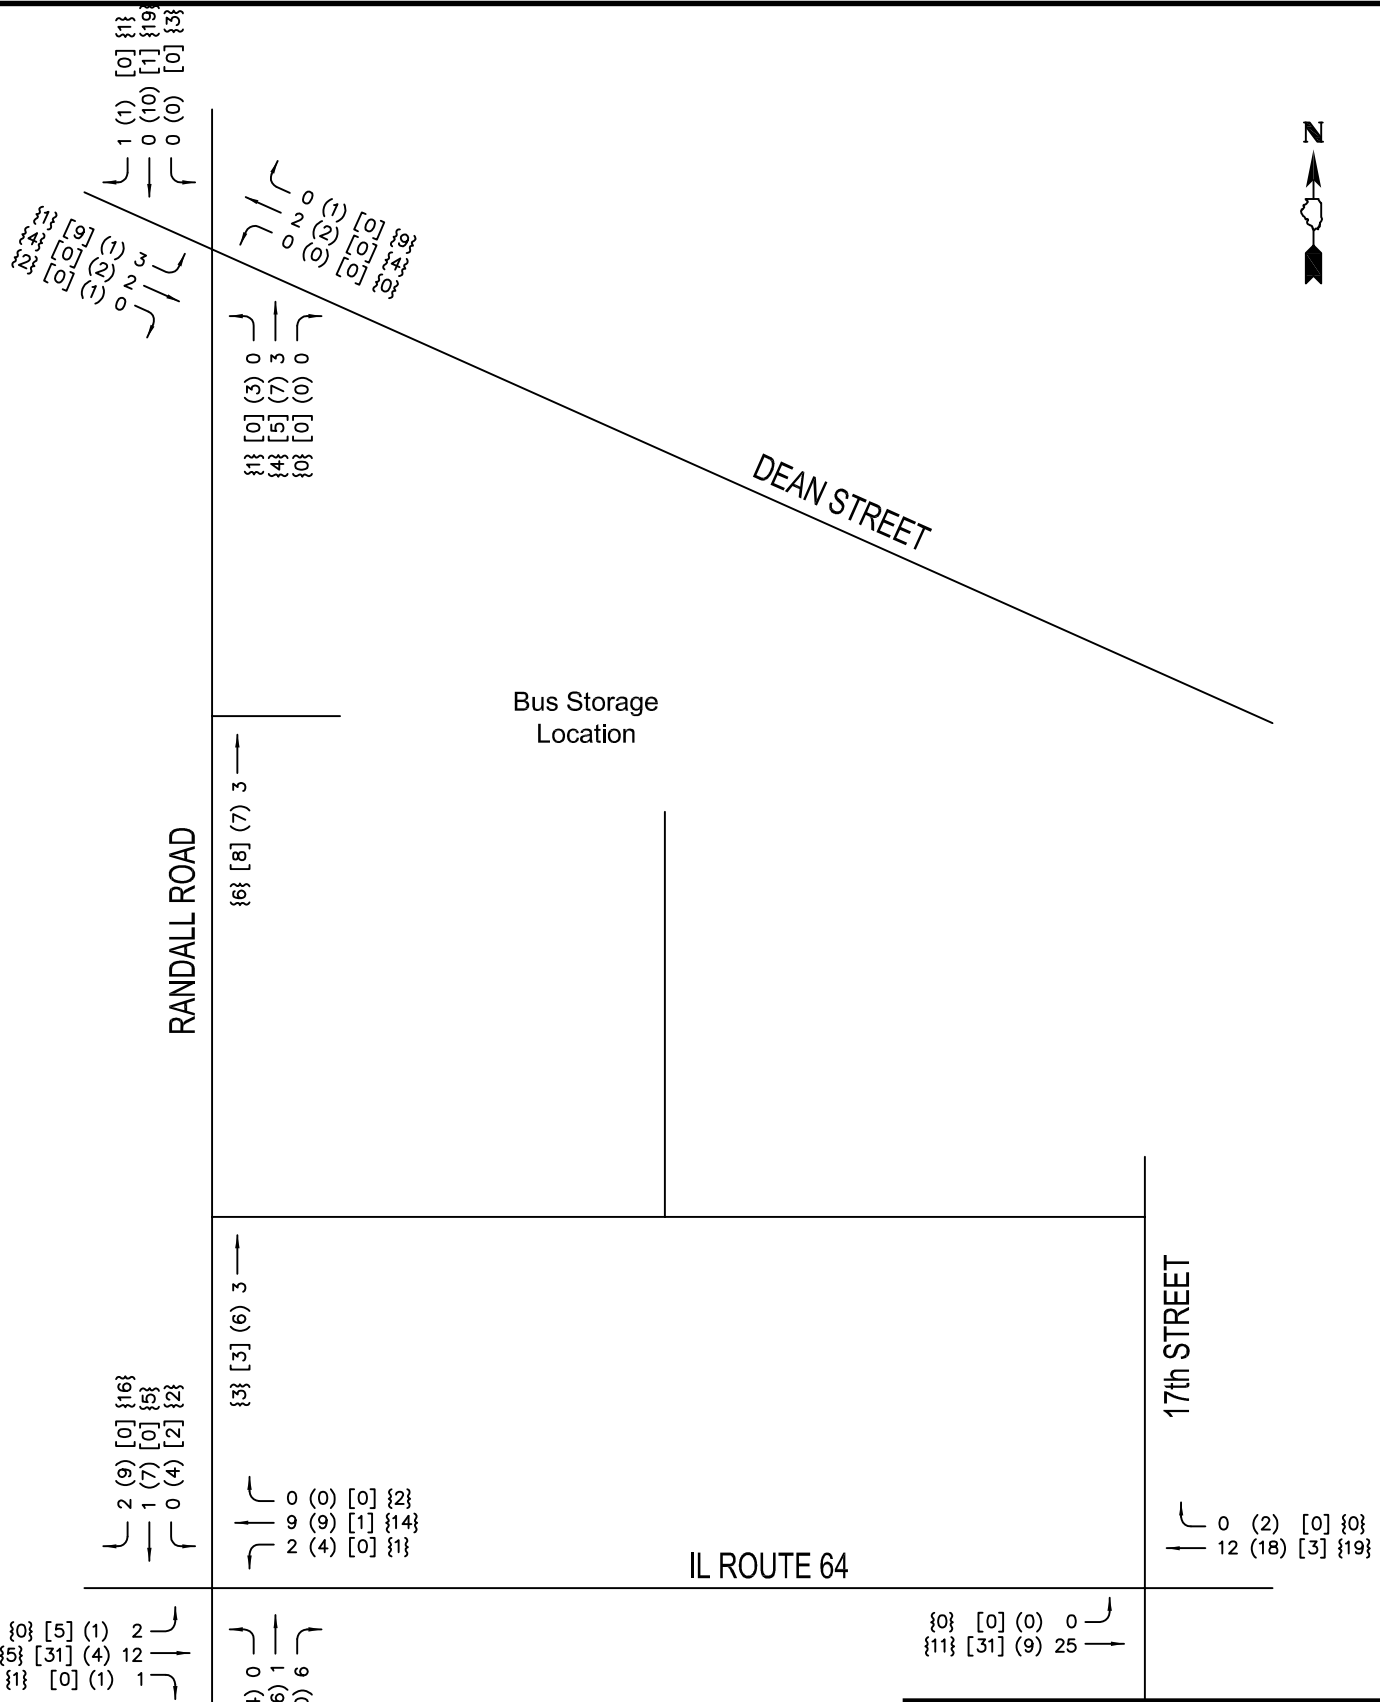 1 (1) [0] {1}
0 (10) [1] {19}
0 (0) [0] {3}
N
0 (1) [0] {9}
2 (2) [0] {4}
0 (0) [0] {0}
{1} [9] (1) 3
{4} [0] (2) 2
{2} [0] (1) 0
{1} [0] (3) 0
{4} [5] (7) 3
{0} [0] (0) 0
DEAN STREET
Bus Storage
Location
{6} [8] (7) 3
RANDALL ROAD
{3} [3] (6) 3
17th STREET
2 (9) [0] {16}
1 (7) [0] {5}
0 (4) [2] {2}
0 (0) [0] {2}
9 (9) [1] {14}
2 (4) [0] {1}
0 (2) [0] {0}
12 (18) [3] {19}
IL ROUTE 64
{0} [5] (1) 2
{5} [31] (4) 12
{1} [0] (1) 1
0
1
6
{0} [0] (0) 0
{11} [31] (9) 25